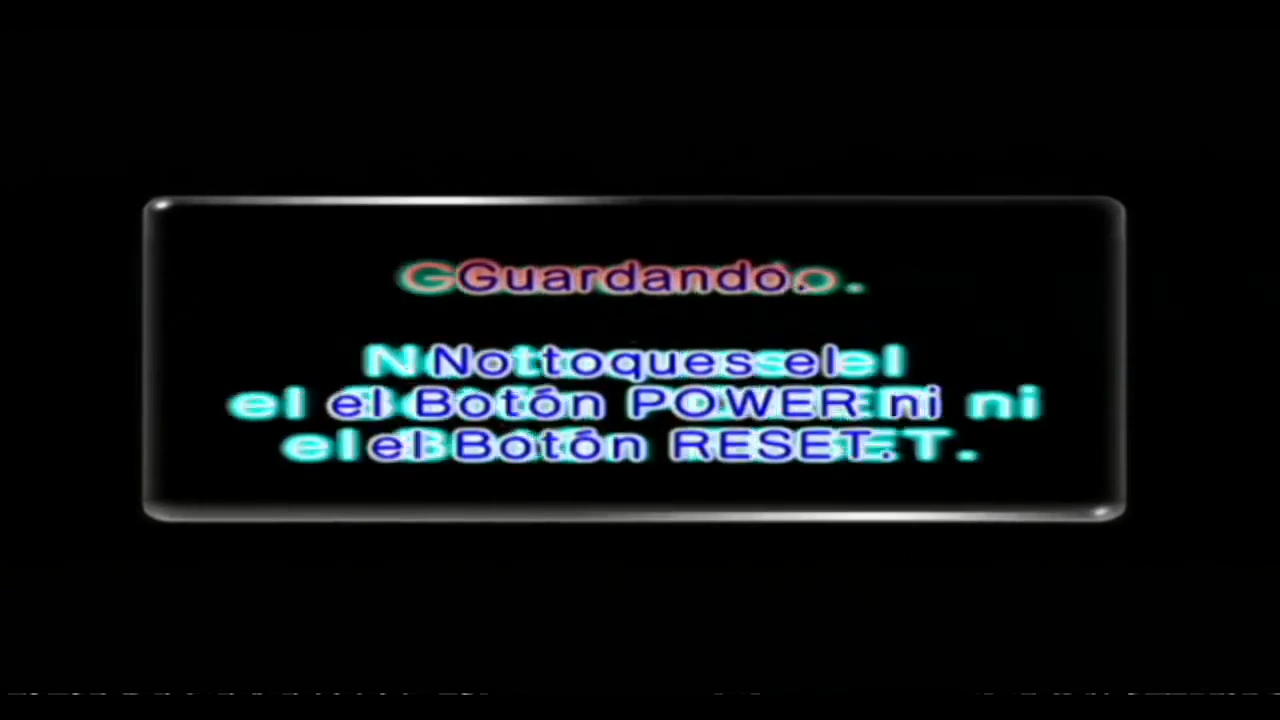 Guardando.
No toques el
el Botón POWER ni
el Botón RESET.